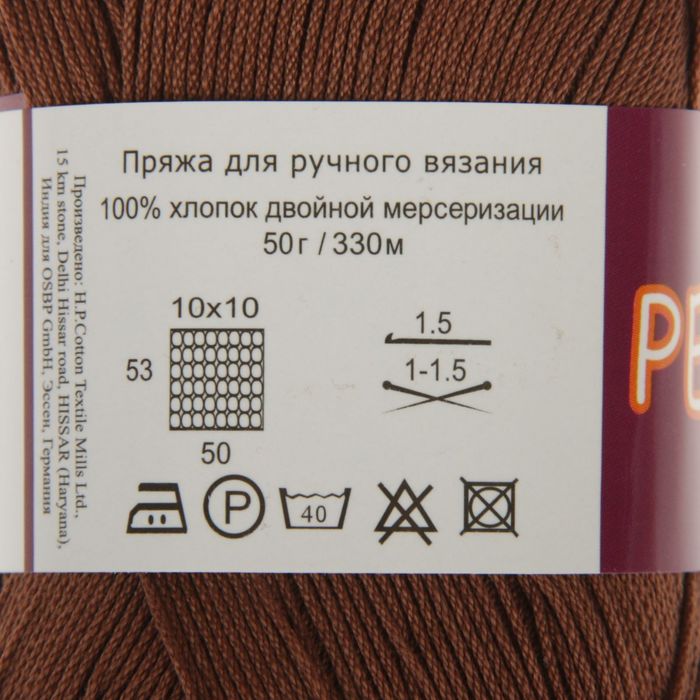 Пряжа для ручного вязания
100% хлопок двойной мерсеризации
50г / 330м
10x10
53
50
1.5
1-1.5
P
40
Произведено: H.P.Cotton Textile Mills Ltd.,
15 km stone, Delhi Hissar road, HISSAR (Haryana),
Индия для OSBP GmbH, Эссен, Германия
PE